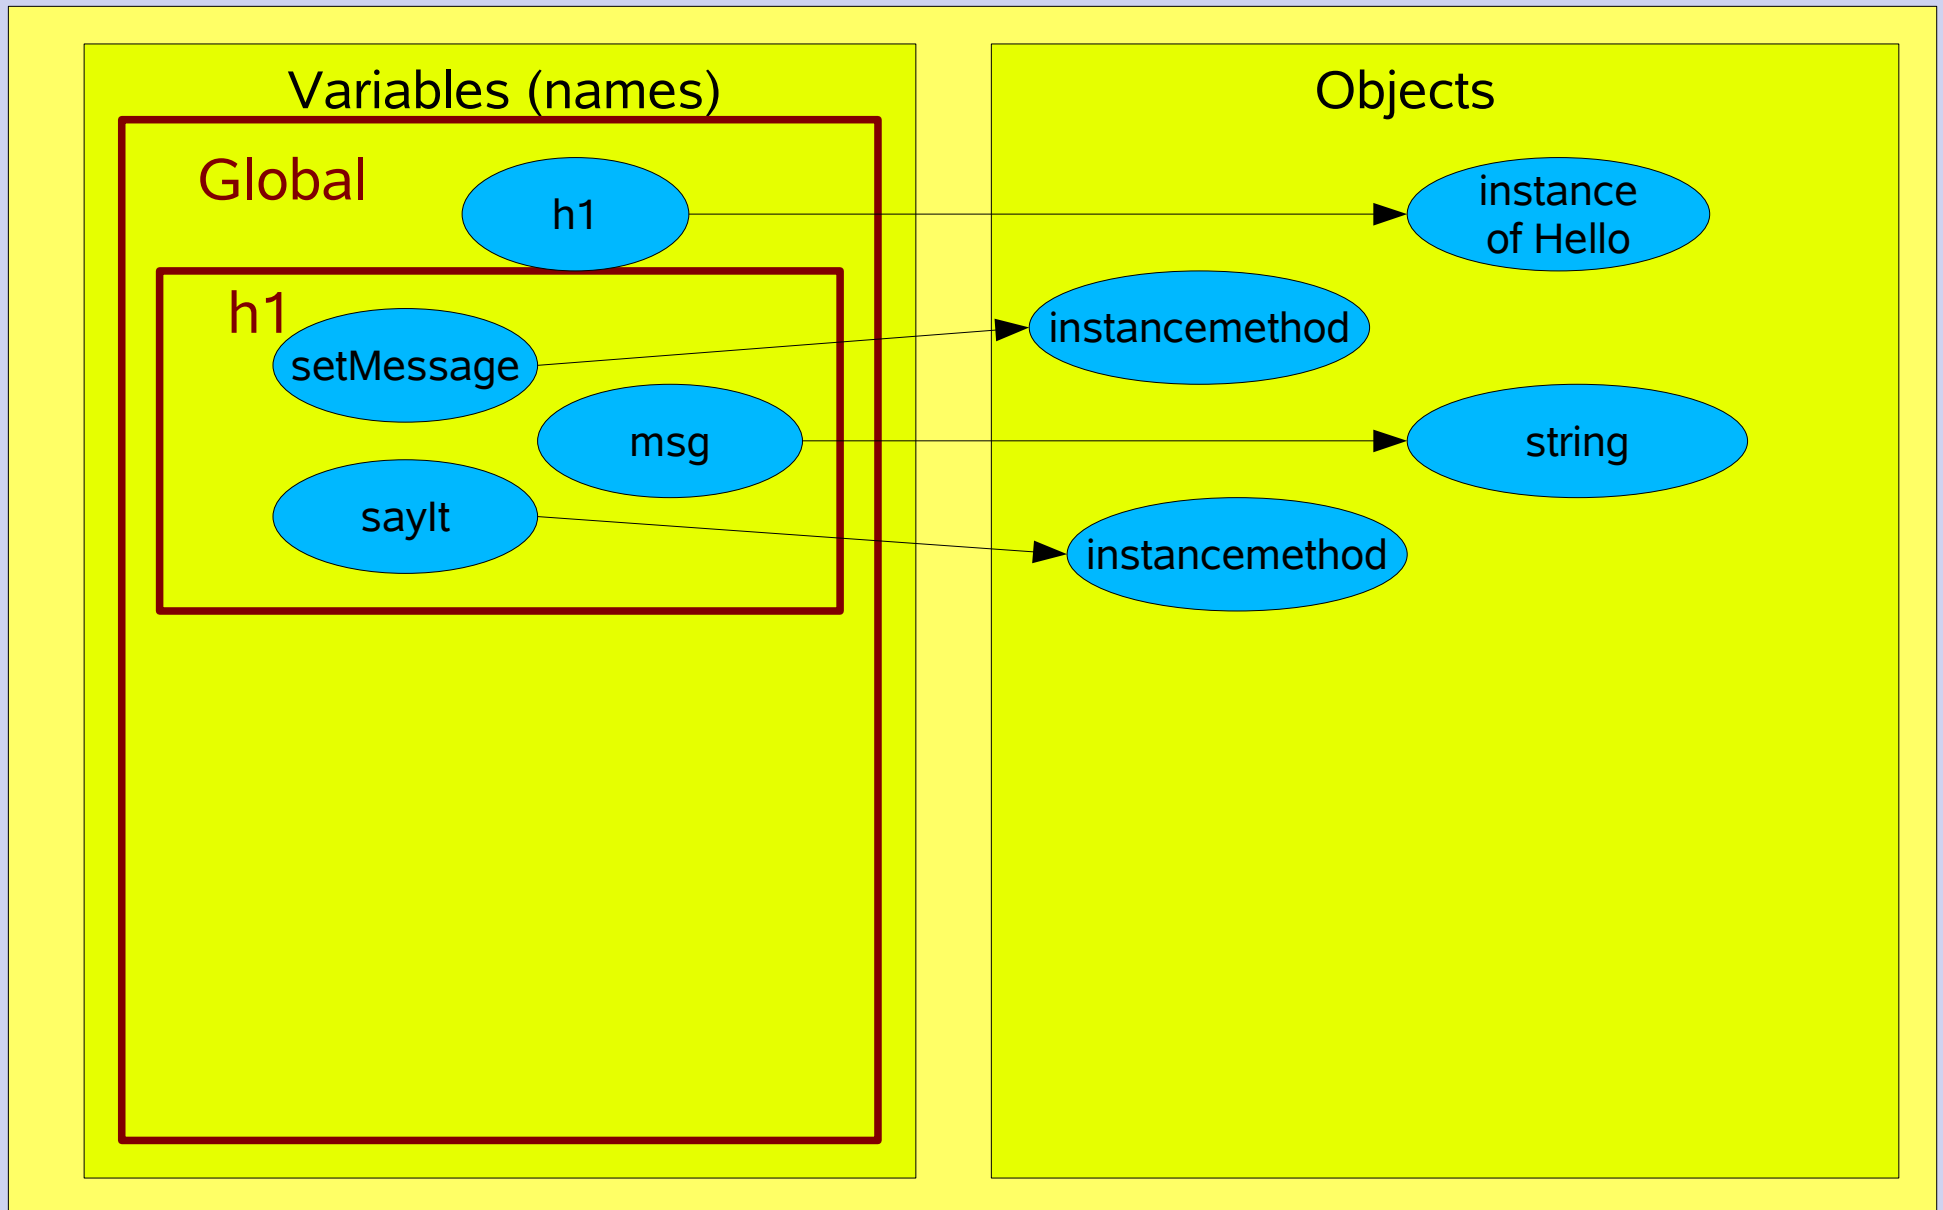 Variables (names)
Objects
Global
h1
instance
of Hello
h1
setMessage
instancemethod
msg
string
sayIt
instancemethod